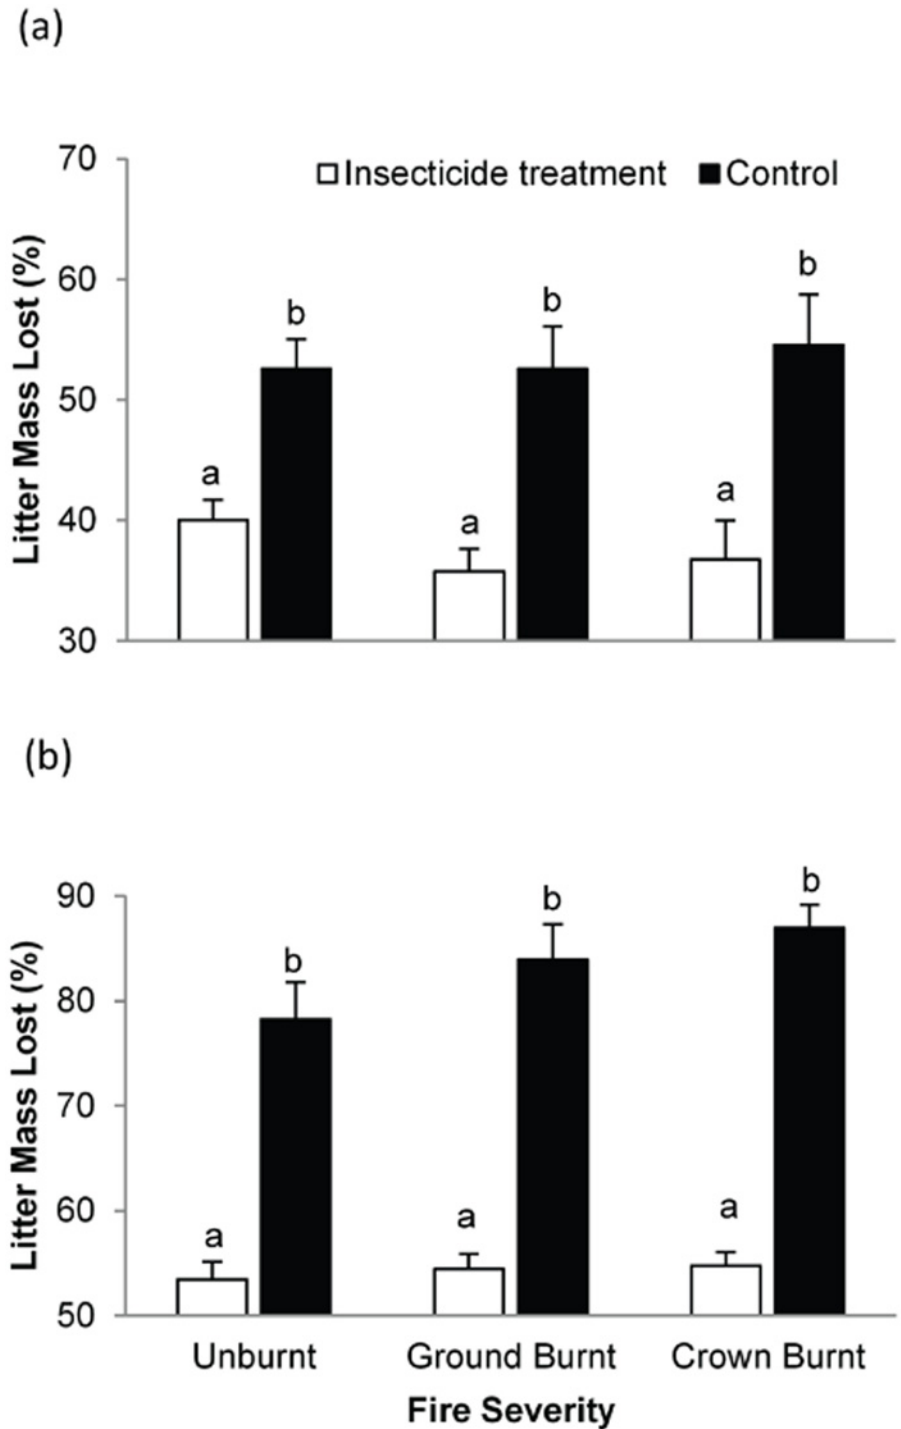 (a)
70
Insecticide treatment Control
60
50
40
30
Litter Mass Lost (%)
b
b
b
a
a
a
(b)
90
80
70
60
50
Litter Mass Lost (%)
b
b
b
a
a
a
Unburnt Ground Burnt Crown Burnt
Fire Severity